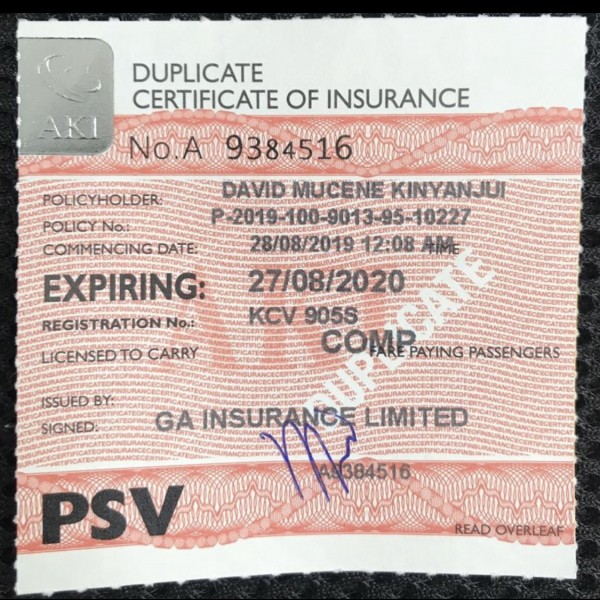 AKI
DUPLICATE
CERTIFICATE OF INSURANCE
No.A 9384516
POLICYHOLDER: DAVID MUCENE KINYANJUI
POLICY No.: P-2019-100-9013-95-10227
COMMENCING DATE: 28/08/2019 12:08 AM TIME
EXPIRING: 27/08/2020
REGISTRATION No.: KCV 905S
LICENSED TO CARRY COMP FARE PAYING PASSENGERS
DUPLICATE
ISSUED BY:
SIGNED: GA INSURANCE LIMITED
A9384516
PSV
READ OVERLEAF